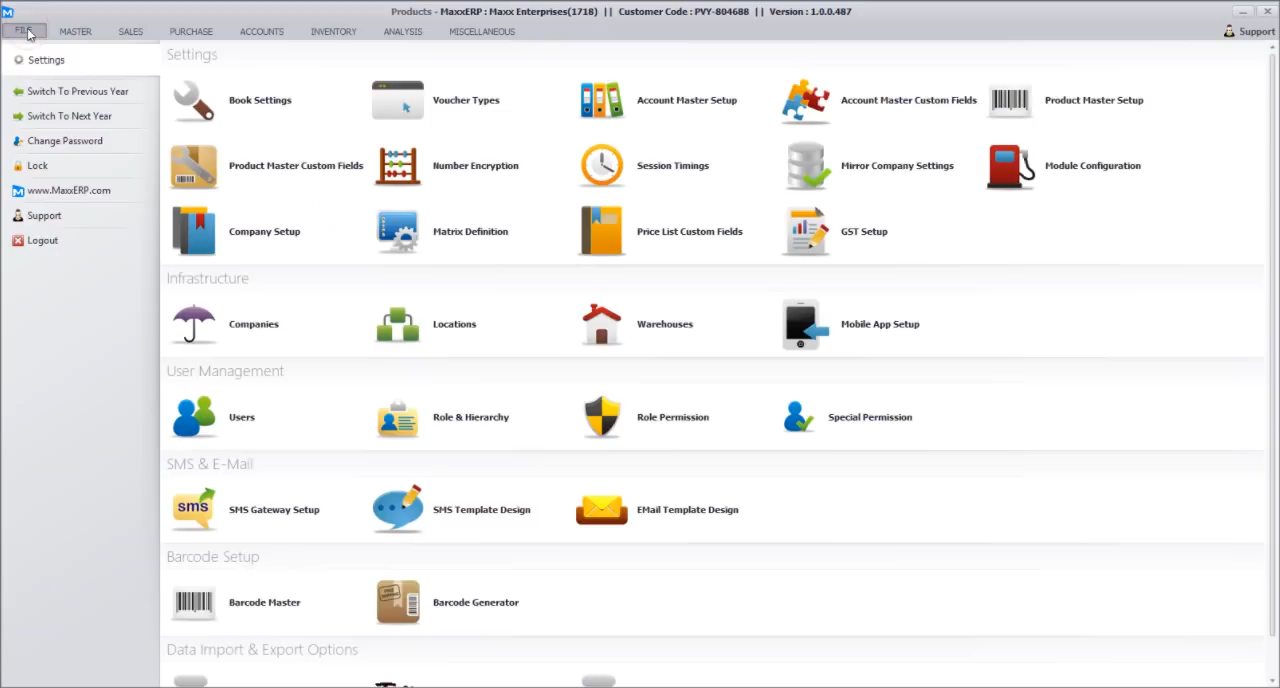 Products - MaxxERP : Maxx Enterprises(1718) || Customer Code : PVY-804688 || Version : 1.0.0.487
FILE MASTER SALES PURCHASE ACCOUNTS INVENTORY ANALYSIS MISCELLANEOUS Support
Settings
Switch To Previous Year
Switch To Next Year
Change Password
Lock
www.MaxxERP.com
Support
Logout
Settings
Book Settings Voucher Types Account Master Setup Account Master Custom Fields Product Master Setup
Product Master Custom Fields Number Encryption Session Timings Mirror Company Settings Module Configuration
Company Setup Matrix Definition Price List Custom Fields GST Setup
Infrastructure
Companies Locations Warehouses Mobile App Setup
User Management
Users Role & Hierarchy Role Permission Special Permission
SMS & E-Mail
sms SMS Gateway Setup SMS Template Design EMail Template Design
Barcode Setup
Barcode Master Barcode Generator
Data Import & Export Options